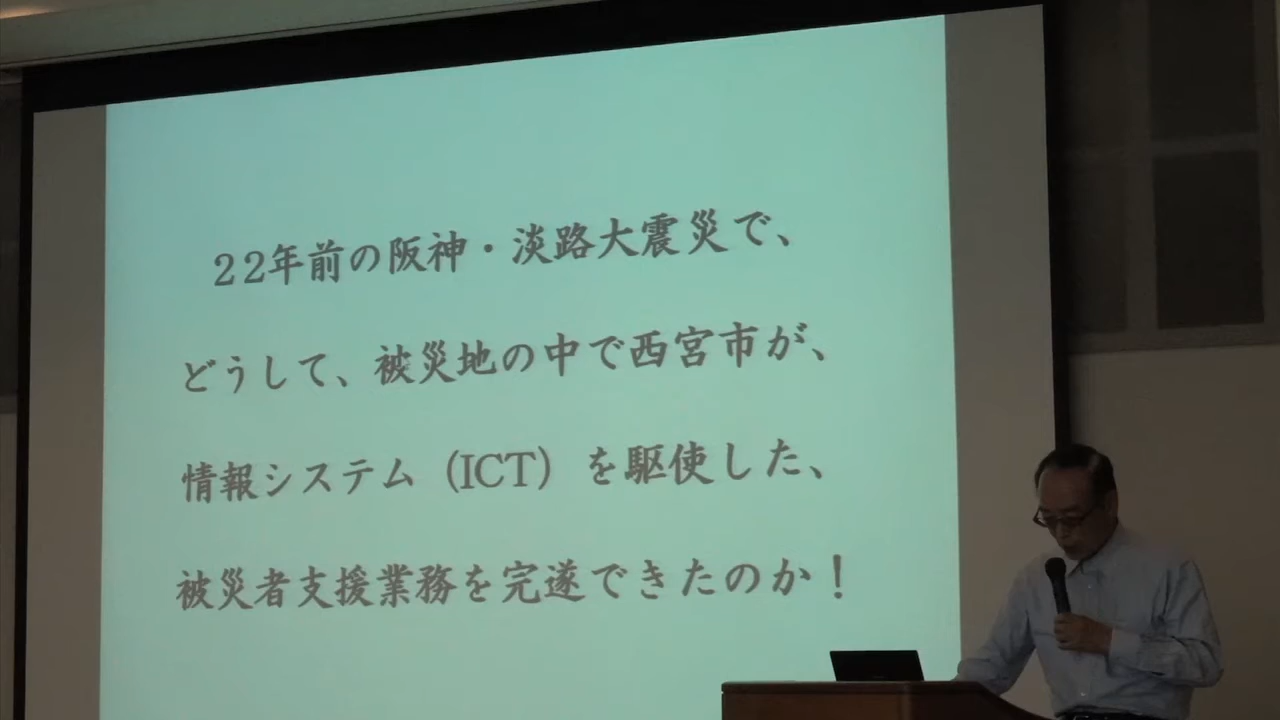 22年前の阪神・淡路大震災で、
どうして、被災地の中で西宮市が、
情報システム（ICT）を駆使した、
被災者支援業務を完遂できたのか！